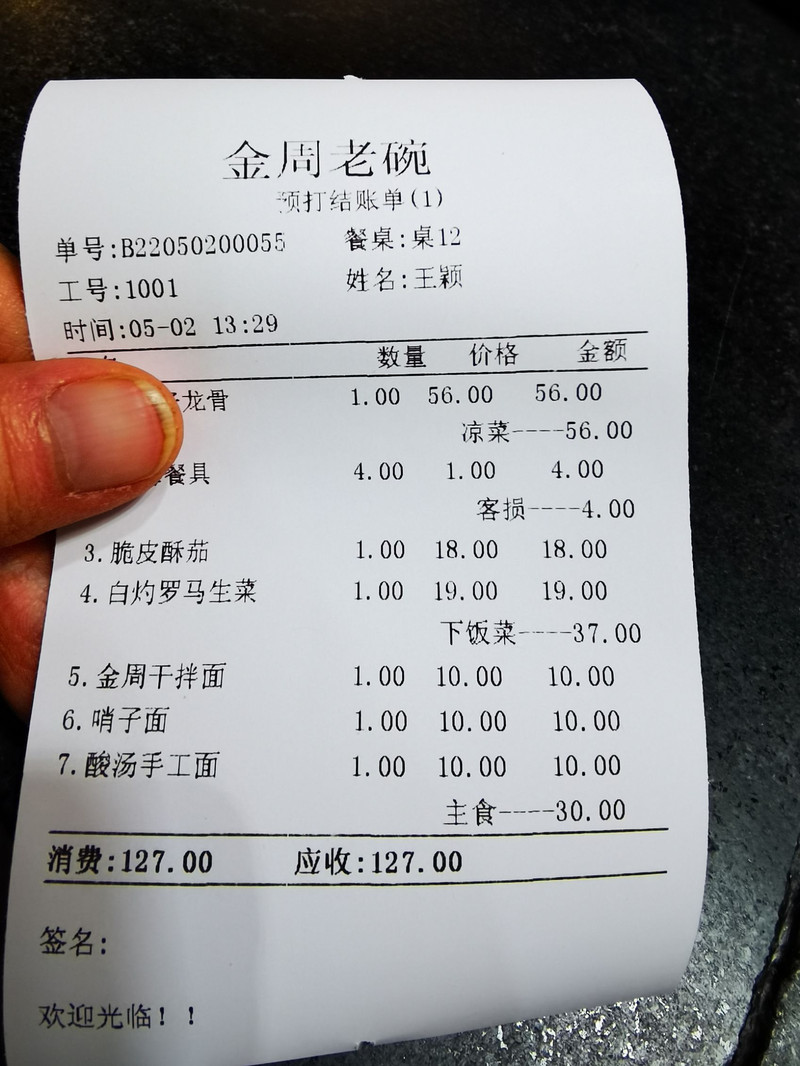 金周老碗
预打结账单(1)
单号:B22050200055 餐桌:桌12
工号:1001 姓名:王颖
时间:05-02 13:29
数量 价格 金额
龙骨 1.00 56.00 56.00
凉菜----56.00
餐具 4.00 1.00 4.00
客损----4.00
3.脆皮酥茄 1.00 18.00 18.00
4.白灼罗马生菜 1.00 19.00 19.00
下饭菜----37.00
5.金周干拌面 1.00 10.00 10.00
6.哨子面 1.00 10.00 10.00
7.酸汤手工面 1.00 10.00 10.00
主食----30.00
消费:127.00 应收:127.00
签名:
欢迎光临！！